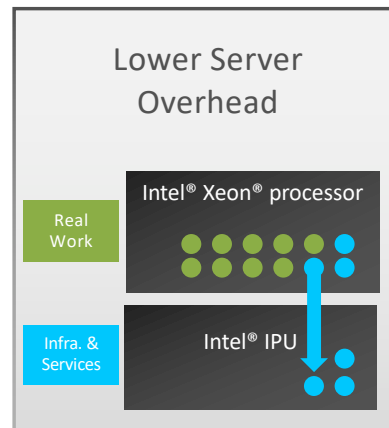 Lower Server
Overhead
Intel® Xeon® processor
Real
Work
Infra. &
Services
Intel® IPU